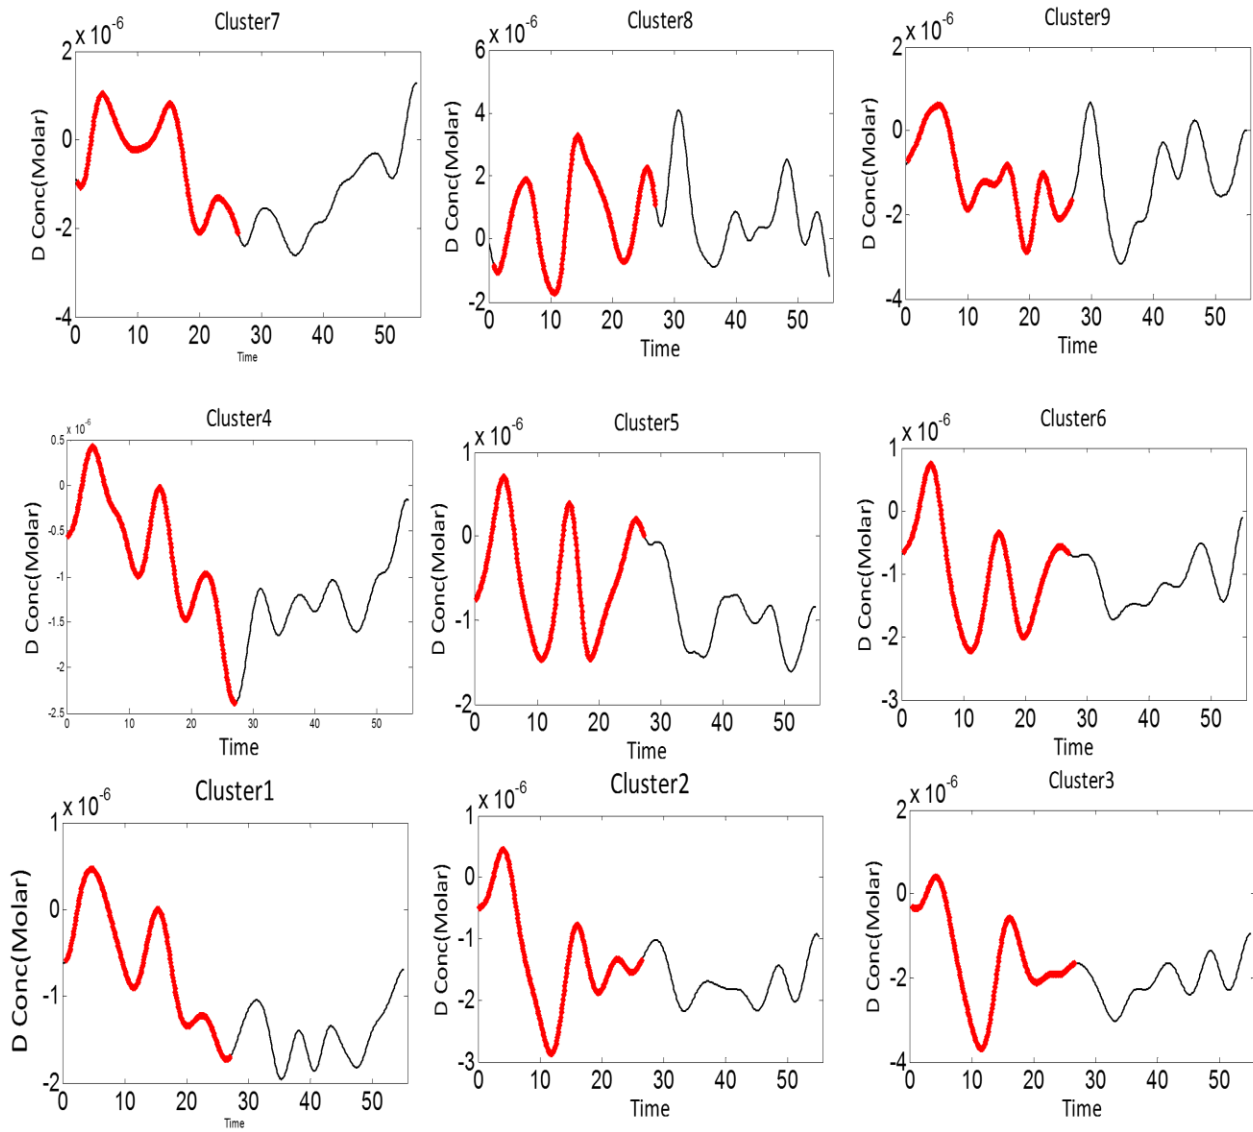 Cluster7
x 10-6
D Conc(Molar)
2
0
-2
-4
0 10 20 30 40 50
Time
Cluster8
x 10-6
D Conc(Molar)
6
4
2
0
-2
0 10 20 30 40 50
Time
Cluster9
x 10-6
D Conc(Molar)
2
0
-2
-4
0 10 20 30 40 50
Time
Cluster4
x 10-6
D Conc(Molar)
0.5
0
-0.5
-1
-1.5
-2
-2.5
0 10 20 30 40 50
Time
Cluster5
x 10-6
D Conc(Molar)
1
0
-1
-2
0 10 20 30 40 50
Time
Cluster6
x 10-6
D Conc(Molar)
1
0
-1
-2
-3
0 10 20 30 40 50
Time
Cluster1
x 10-6
D Conc(Molar)
1
0
-1
-2
0 10 20 30 40 50
Time
Cluster2
x 10-6
D Conc(Molar)
1
0
-1
-2
-3
0 10 20 30 40 50
Time
Cluster3
x 10-6
D Conc(Molar)
2
0
-2
-4
0 10 20 30 40 50
Time